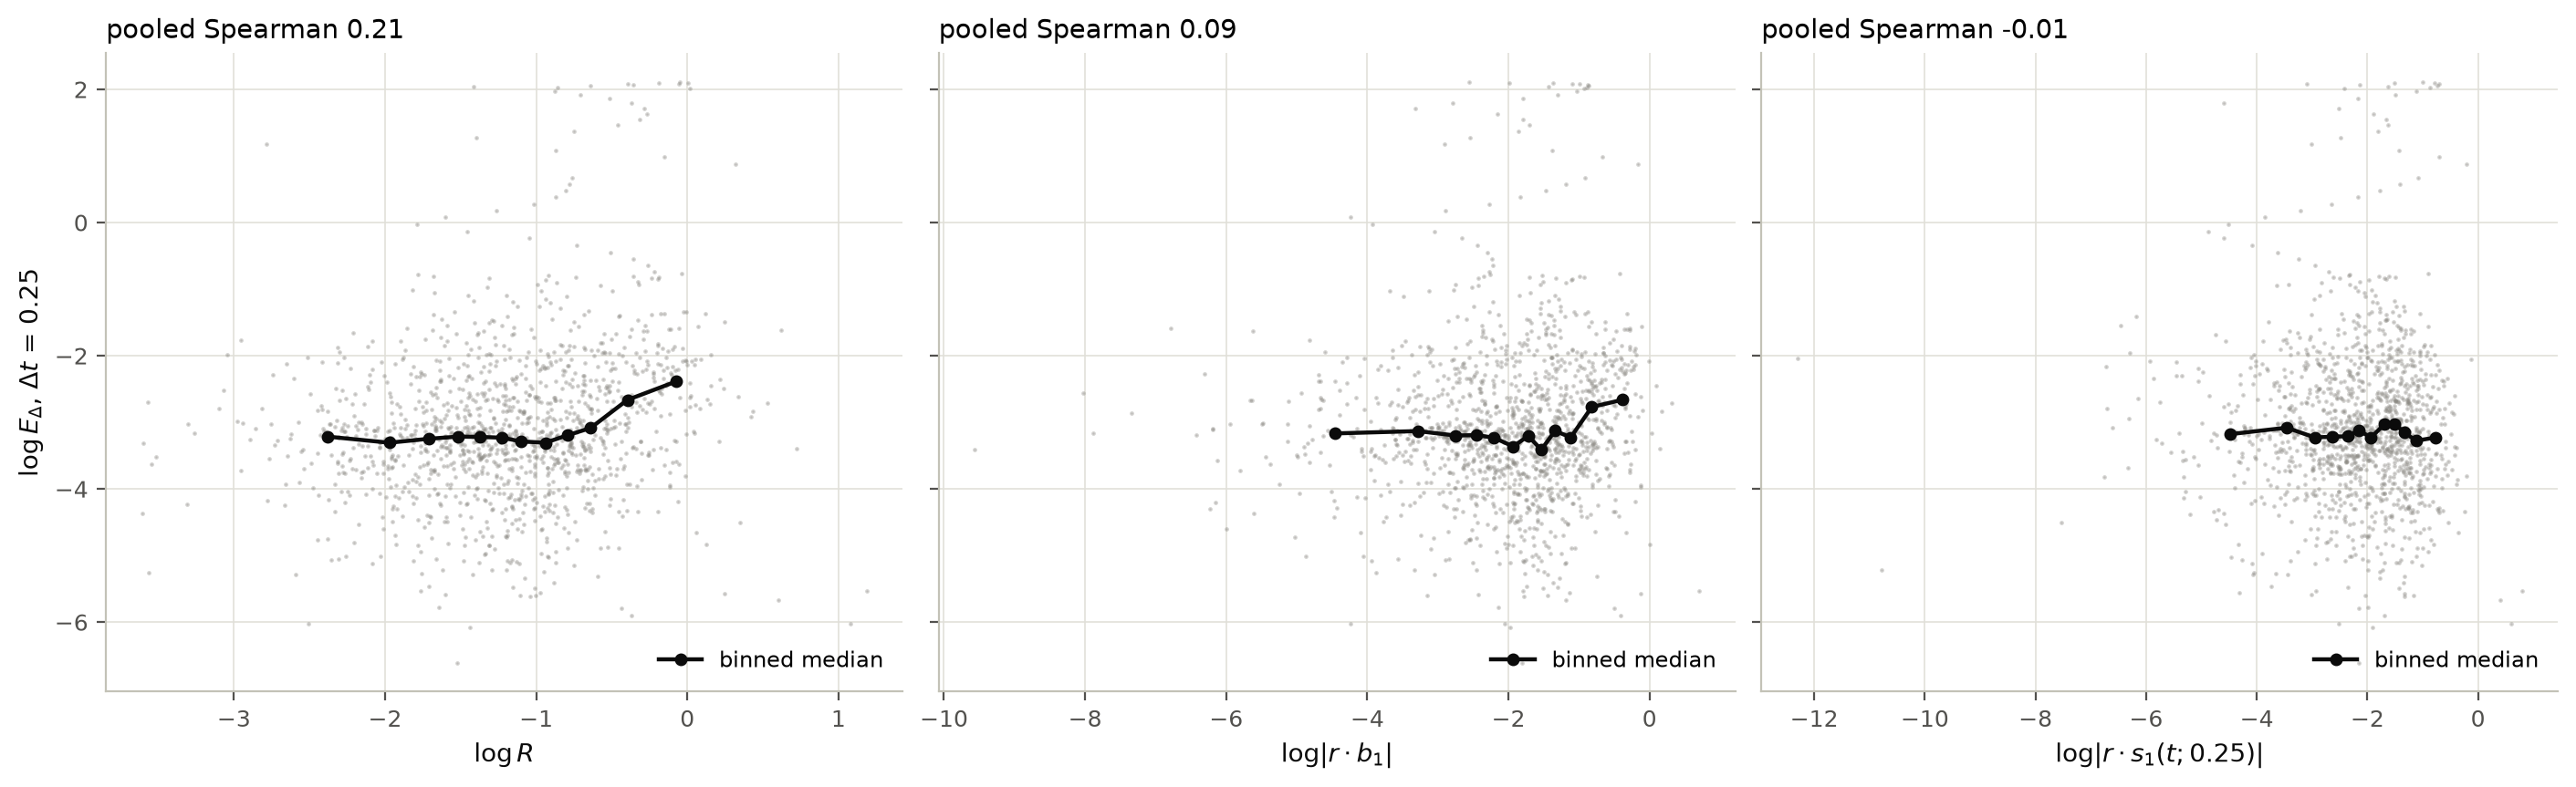 pooled Spearman 0.21
pooled Spearman 0.09
pooled Spearman -0.01
log E_Δ, Δt = 0.25
2
0
−2
−4
−6
binned median
binned median
binned median
−3 −2 −1 0 1
−10 −8 −6 −4 −2 0
−12 −10 −8 −6 −4 −2 0
log R
log|r · b₁|
log|r · s₁(t; 0.25)|